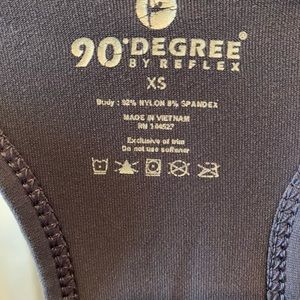 90°DEGREE®
BY REFLEX
XS
Body : 92% NYLON 8% SPANDEX
MADE IN VIETNAM
RN 144527
Exclusive of trim
Do not use softener